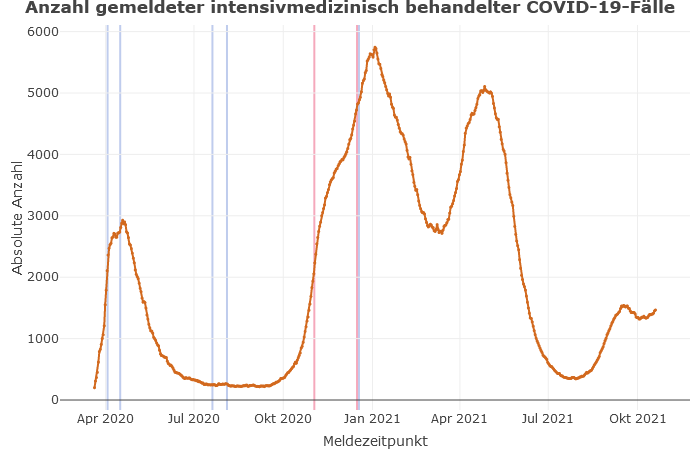 Anzahl gemeldeter intensivmedizinisch behandelter COVID-19-Fälle
6000
5000
4000
3000
2000
1000
0
Absolute Anzahl
Apr 2020 Jul 2020 Okt 2020 Jan 2021 Apr 2021 Jul 2021 Okt 2021
Meldezeitpunkt